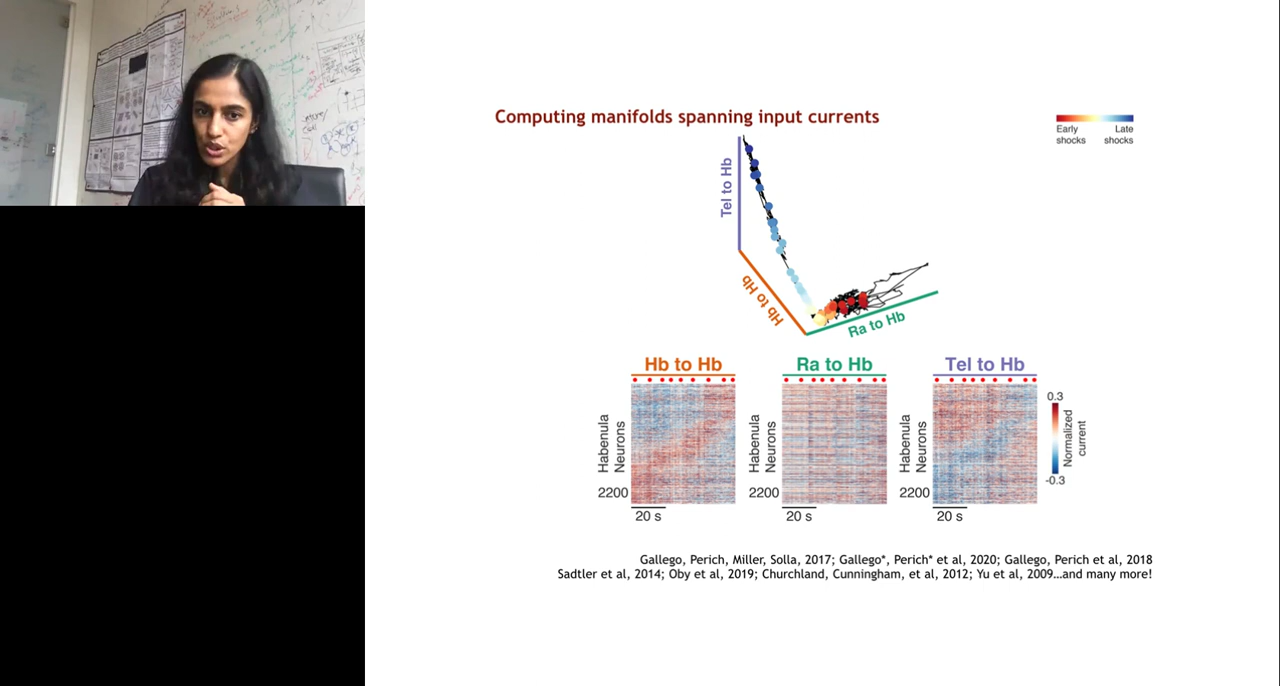 Computing manifolds spanning input currents
Early shocks
Late shocks
Tel to Hb
Hb to Hb
Ra to Hb
Hb to Hb
Ra to Hb
Tel to Hb
Habenula
Neurons
2200
20 s
Habenula
Neurons
2200
20 s
Habenula
Neurons
2200
20 s
0.3
Normalized
current
-0.3
Gallego, Perich, Miller, Solla, 2017; Gallego*, Perich* et al, 2020; Gallego, Perich et al, 2018
Sadtler et al, 2014; Oby et al, 2019; Churchland, Cunningham, et al, 2012; Yu et al, 2009…and many more!